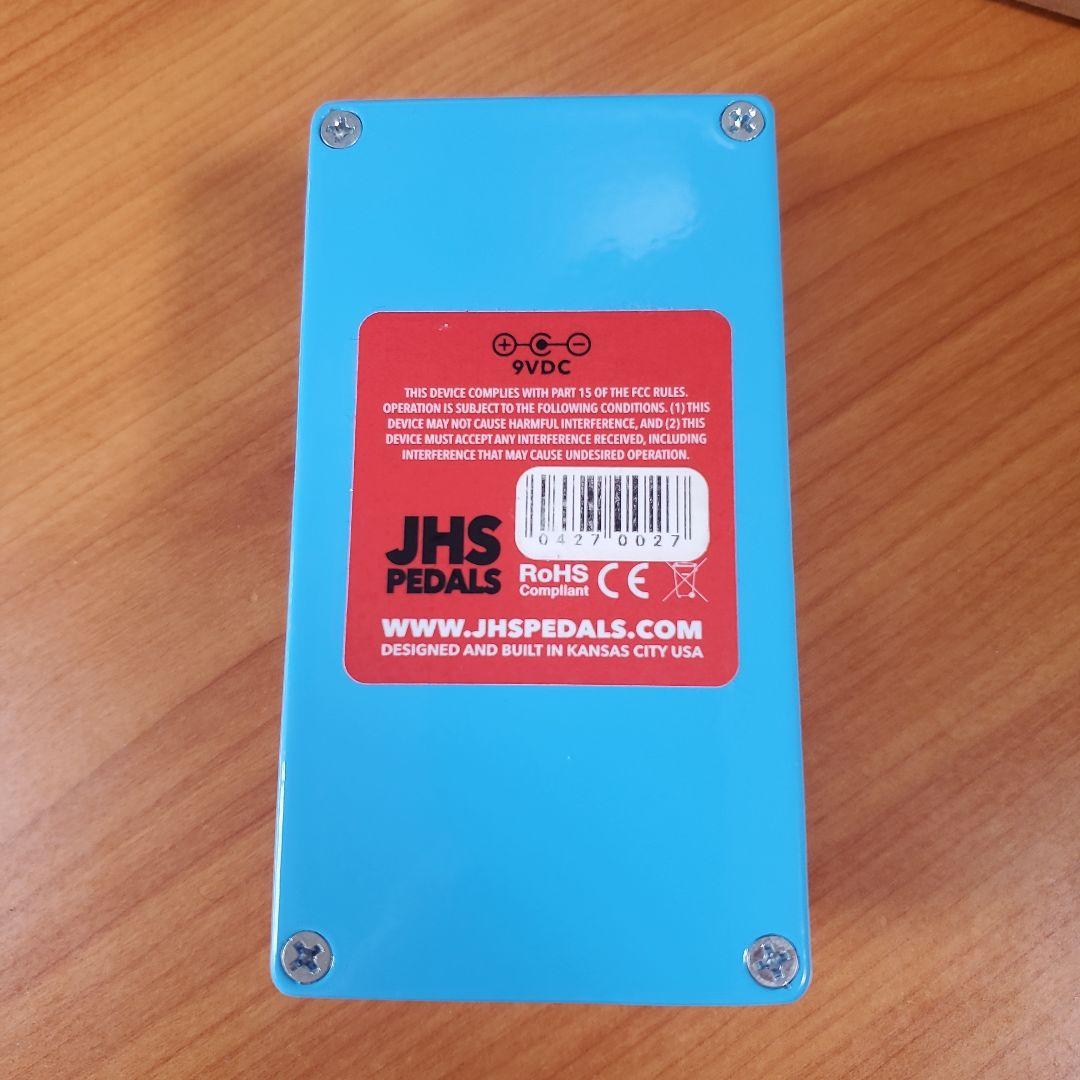 + −
9VDC
THIS DEVICE COMPLIES WITH PART 15 OF THE FCC RULES.
OPERATION IS SUBJECT TO THE FOLLOWING CONDITIONS. (1) THIS
DEVICE MAY NOT CAUSE HARMFUL INTERFERENCE, AND (2) THIS
DEVICE MUST ACCEPT ANY INTERFERENCE RECEIVED, INCLUDING
INTERFERENCE THAT MAY CAUSE UNDESIRED OPERATION.
0427 0027
JHS
PEDALS
RoHS
Compliant
CE
WWW.JHSPEDALS.COM
DESIGNED AND BUILT IN KANSAS CITY USA